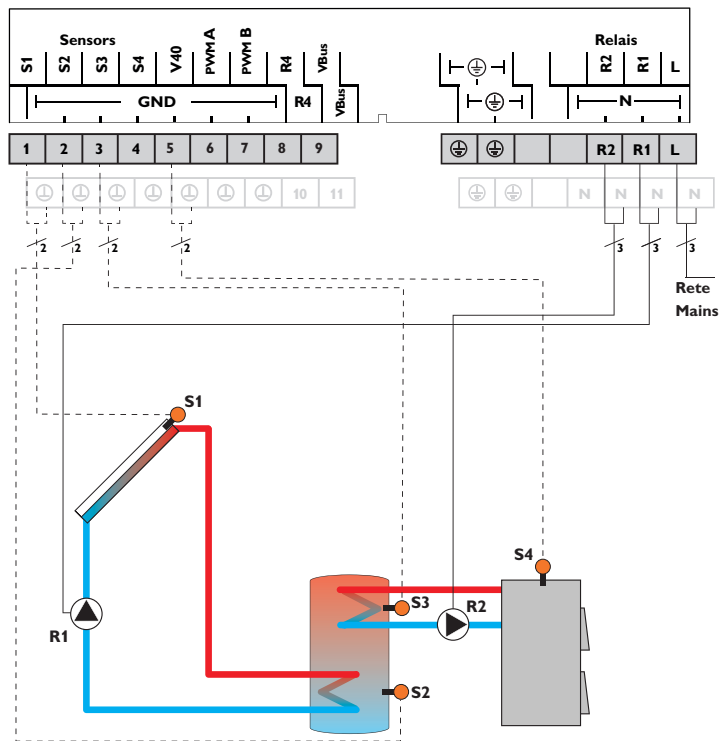 Sensors
Relais
S1 S2 S3 S4 V40 PWM A PWM B R4 VBus
R2 R1 L
GND R4 VBus
N
1 2 3 4 5 6 7 8 9
R2 R1 L
10 11
N N N N
2 2 2 2
3 3 3
Rete
Mains
S1
S4
S3
R2
R1
S2